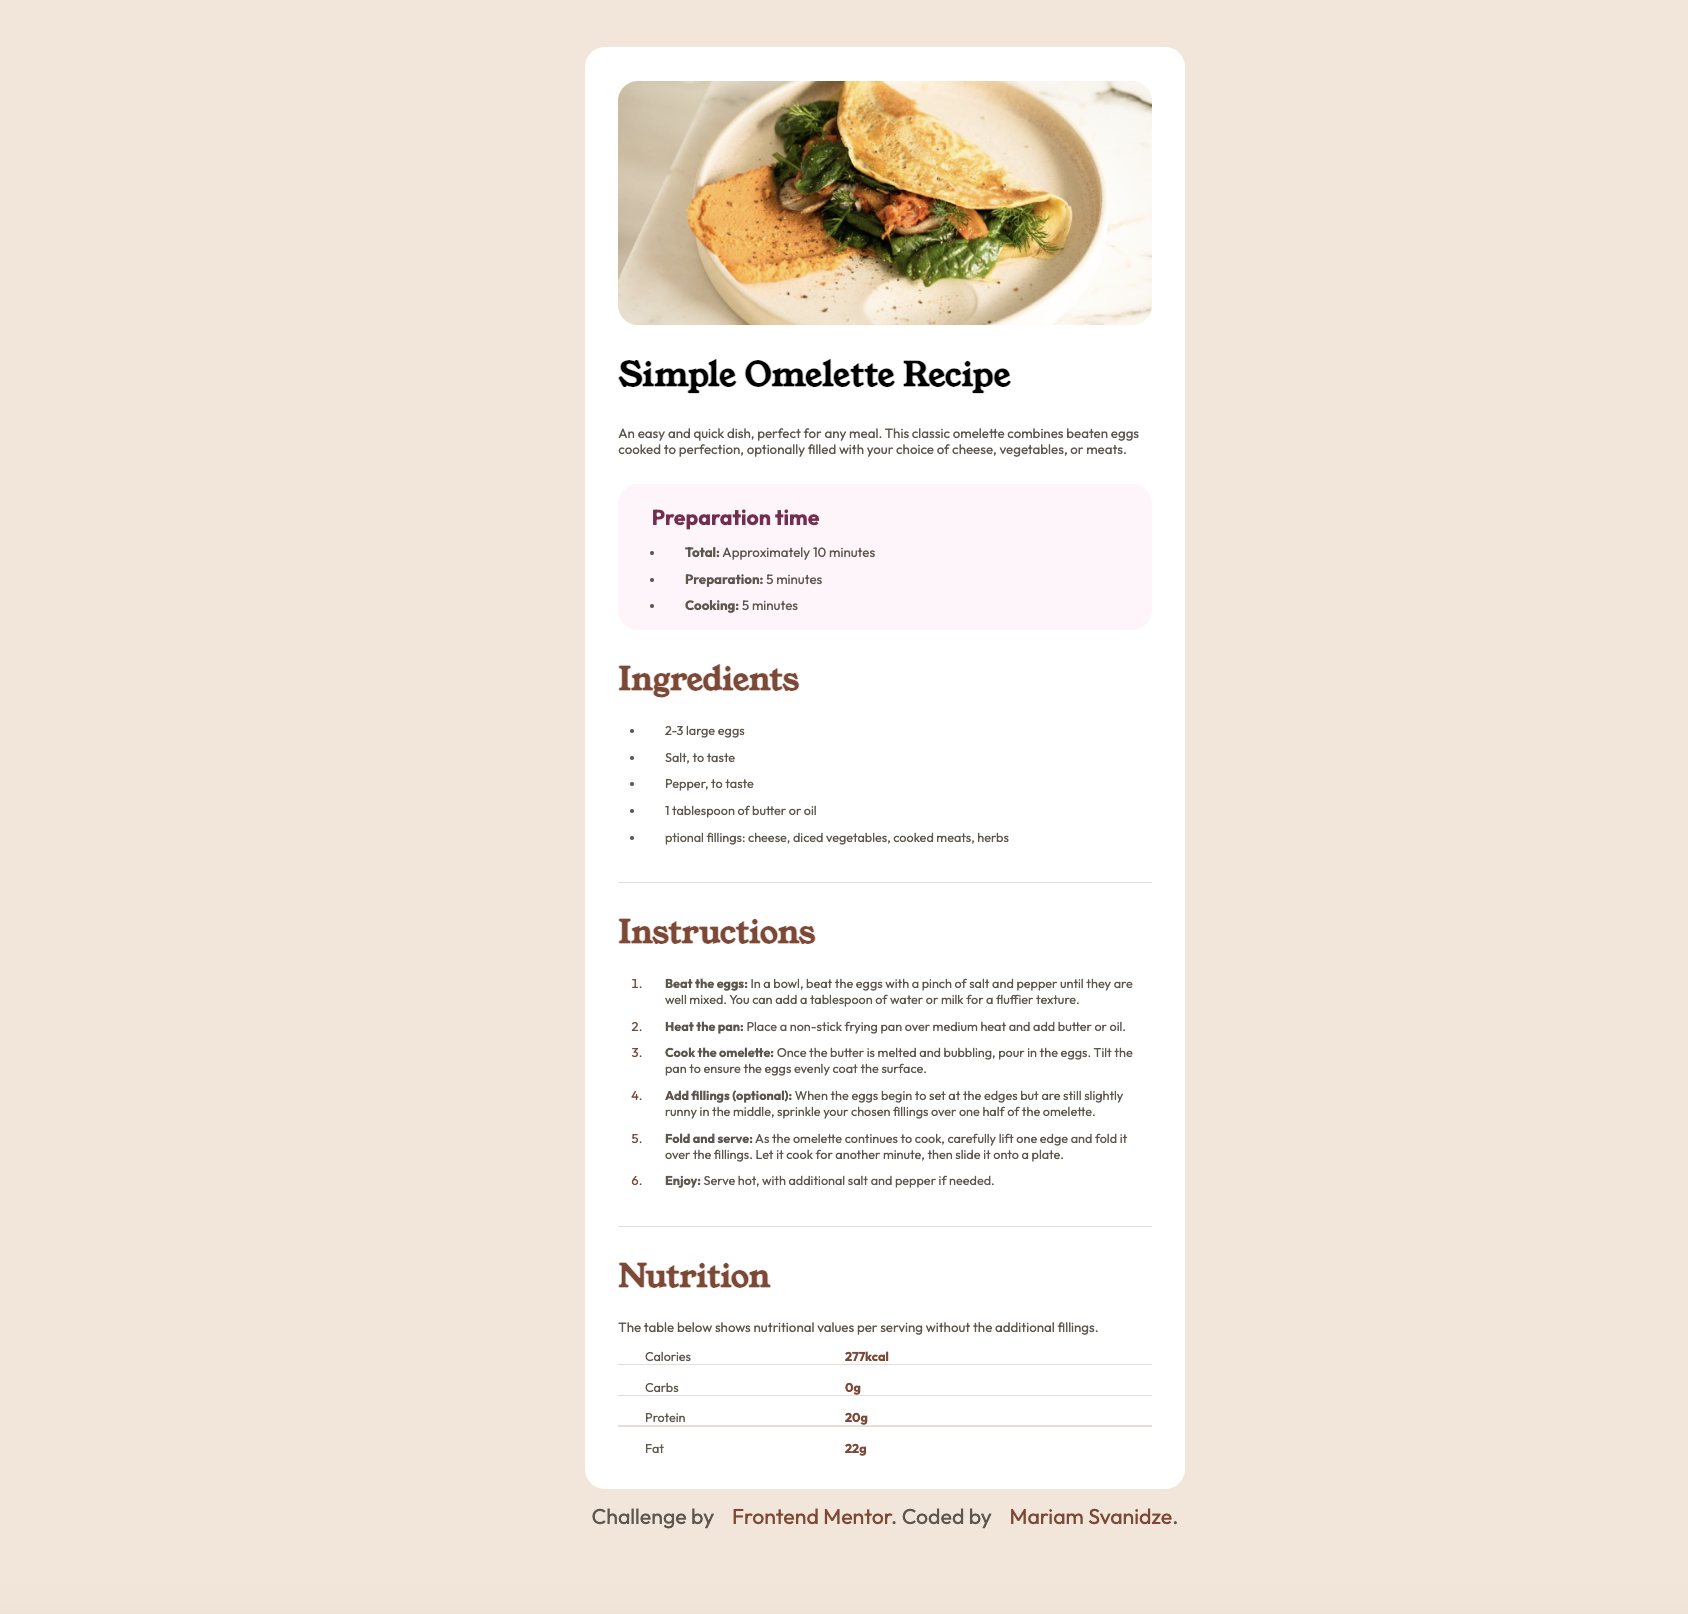 Simple Omelette Recipe
An easy and quick dish, perfect for any meal. This classic omelette combines beaten eggs
cooked to perfection, optionally filled with your choice of cheese, vegetables, or meats.
Preparation time
• Total: Approximately 10 minutes
• Preparation: 5 minutes
• Cooking: 5 minutes
Ingredients
• 2-3 large eggs
• Salt, to taste
• Pepper, to taste
• 1 tablespoon of butter or oil
• ptional fillings: cheese, diced vegetables, cooked meats, herbs
Instructions
1. Beat the eggs: In a bowl, beat the eggs with a pinch of salt and pepper until they are
well mixed. You can add a tablespoon of water or milk for a fluffier texture.
2. Heat the pan: Place a non-stick frying pan over medium heat and add butter or oil.
3. Cook the omelette: Once the butter is melted and bubbling, pour in the eggs. Tilt the
pan to ensure the eggs evenly coat the surface.
4. Add fillings (optional): When the eggs begin to set at the edges but are still slightly
runny in the middle, sprinkle your chosen fillings over one half of the omelette.
5. Fold and serve: As the omelette continues to cook, carefully lift one edge and fold it
over the fillings. Let it cook for another minute, then slide it onto a plate.
6. Enjoy: Serve hot, with additional salt and pepper if needed.
Nutrition
The table below shows nutritional values per serving without the additional fillings.
Calories 277kcal
Carbs 0g
Protein 20g
Fat 22g
Challenge by Frontend Mentor. Coded by Mariam Svanidze.